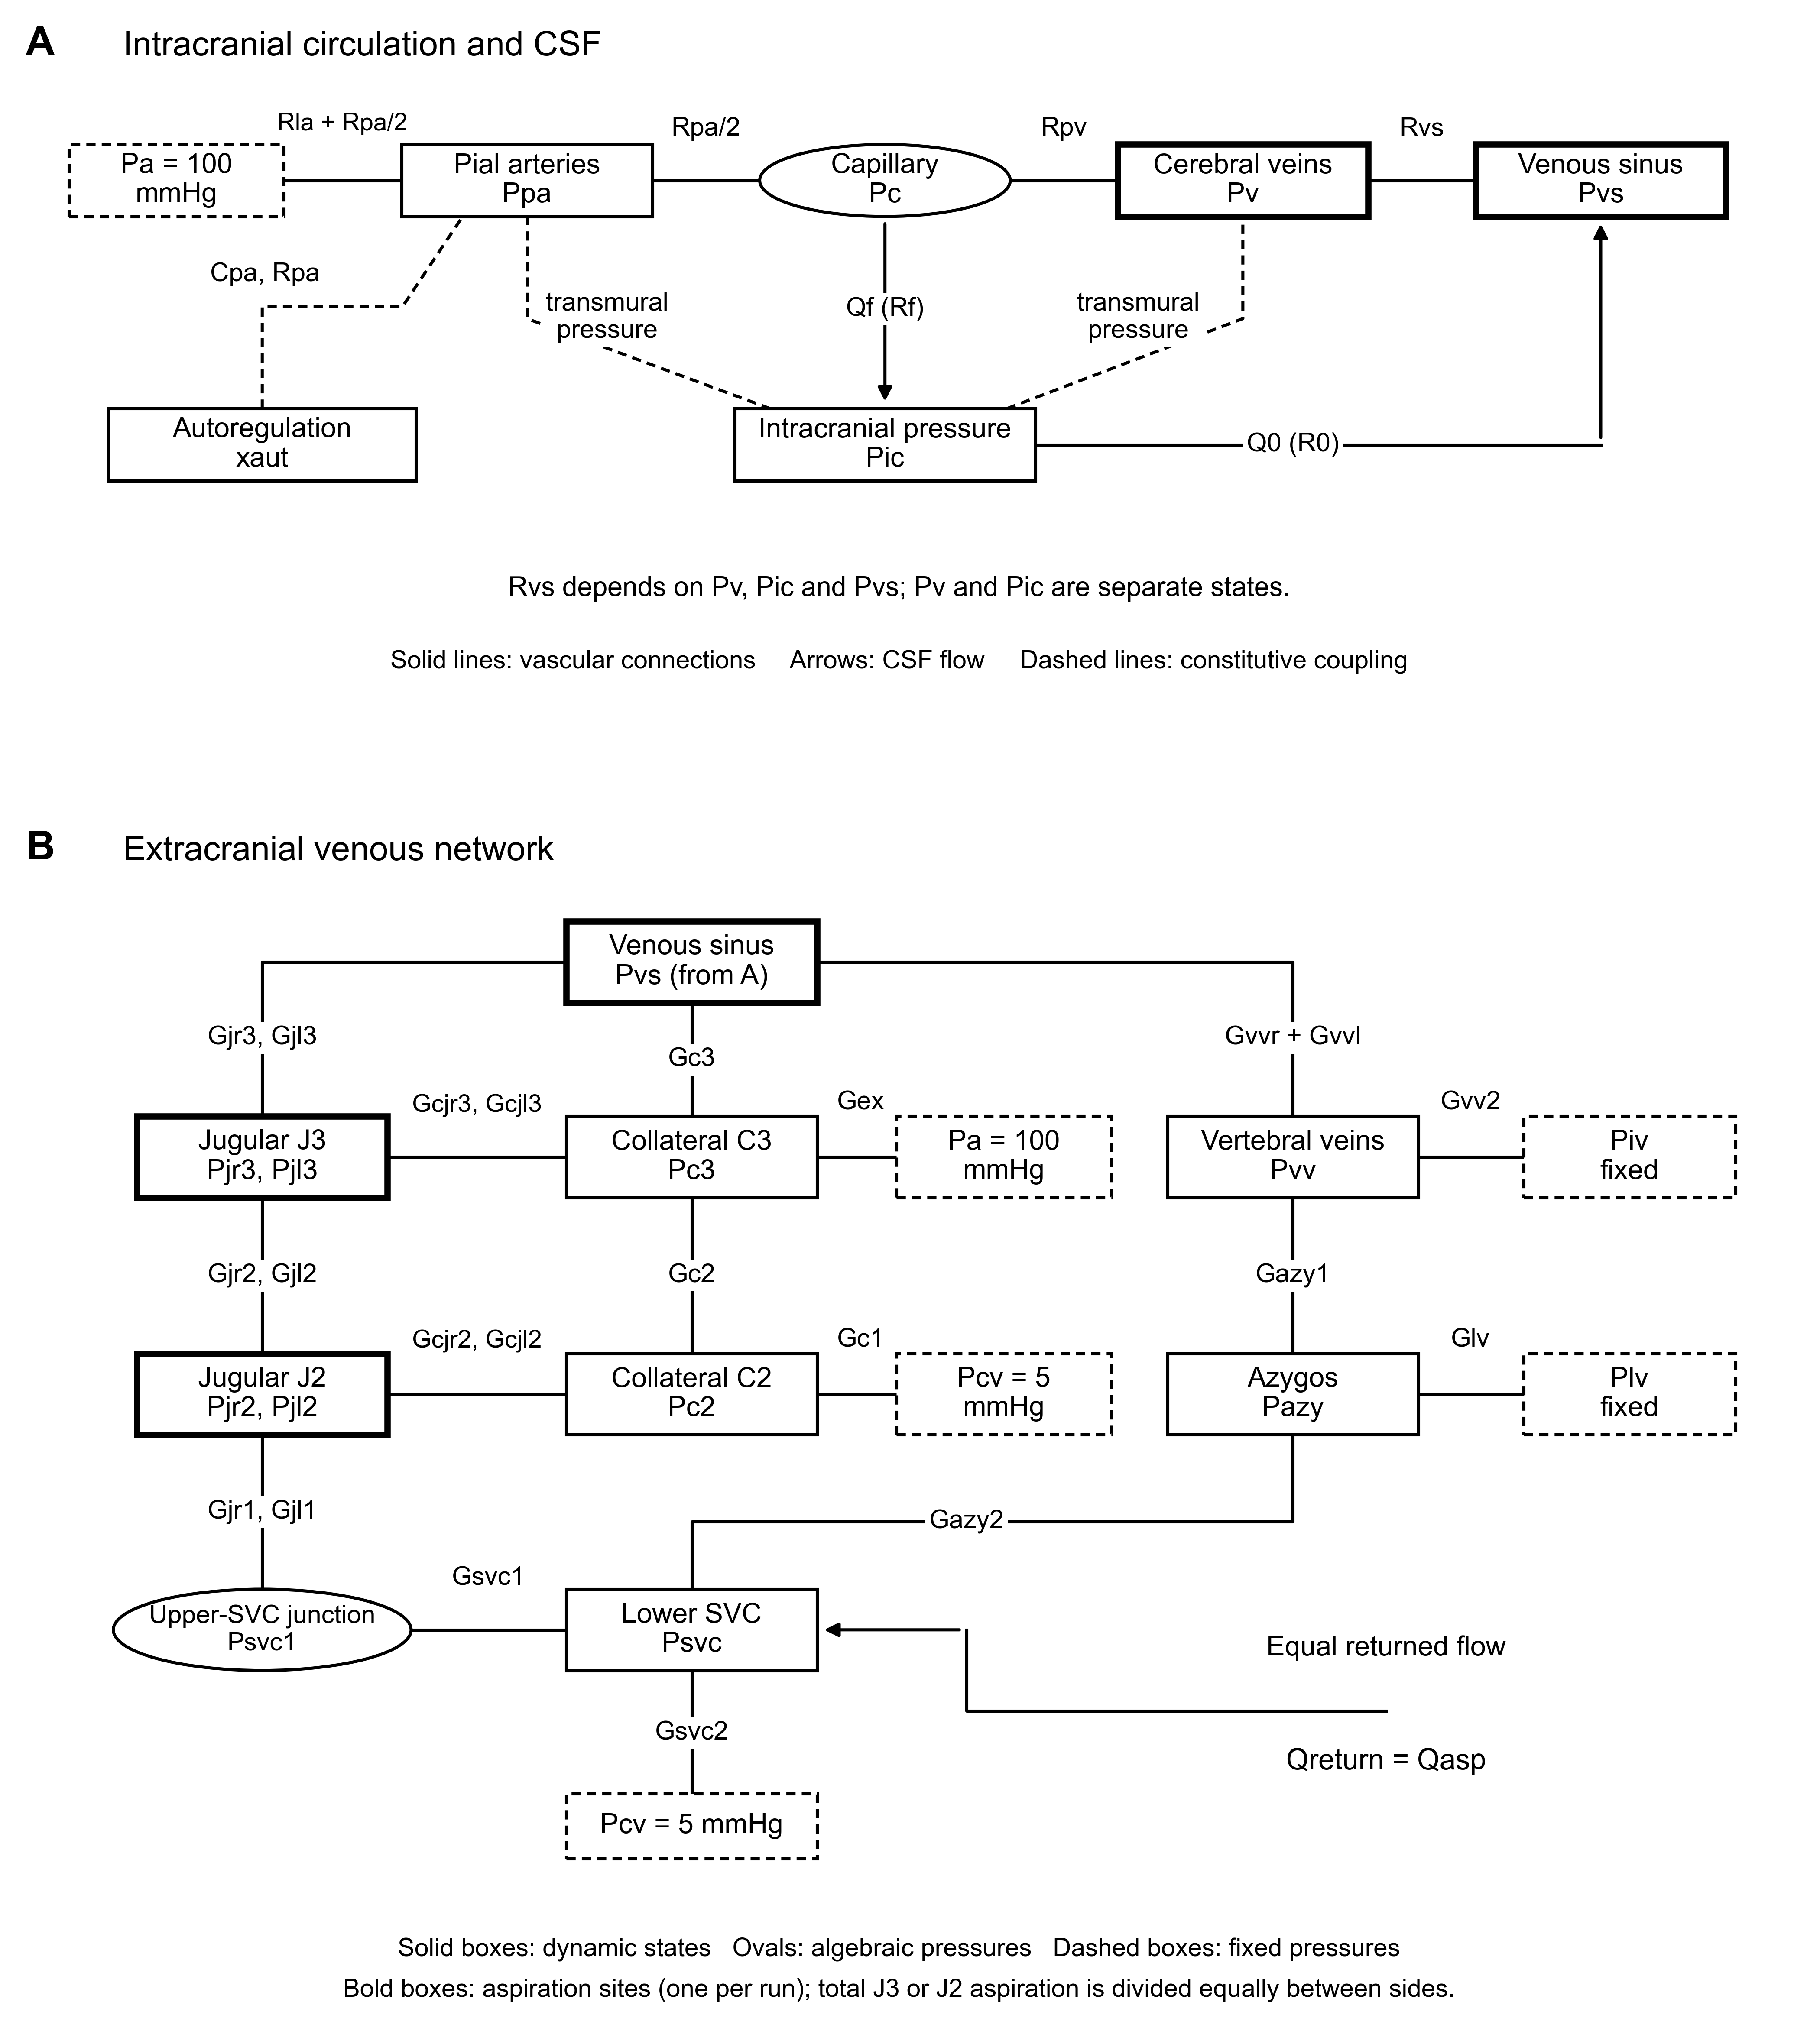 A
Intracranial circulation and CSF
Rla + Rpa/2
Rpa/2
Rpv
Rvs
Pa = 100
mmHg
Pial arteries
Ppa
Capillary
Pc
Cerebral veins
Pv
Venous sinus
Pvs
Cpa, Rpa
transmural
pressure
Qf (Rf)
transmural
pressure
Autoregulation
xaut
Intracranial pressure
Pic
Q0 (R0)
Rvs depends on Pv, Pic and Pvs; Pv and Pic are separate states.
Solid lines: vascular connections Arrows: CSF flow Dashed lines: constitutive coupling
B
Extracranial venous network
Venous sinus
Pvs (from A)
Gjr3, Gjl3
Gc3
Gvvr + Gvvl
Gcjr3, Gcjl3
Gex
Gvv2
Jugular J3
Pjr3, Pjl3
Collateral C3
Pc3
Pa = 100
mmHg
Vertebral veins
Pvv
Piv
fixed
Gjr2, Gjl2
Gc2
Gazy1
Gcjr2, Gcjl2
Gc1
Glv
Jugular J2
Pjr2, Pjl2
Collateral C2
Pc2
Pcv = 5
mmHg
Azygos
Pazy
Plv
fixed
Gjr1, Gjl1
Gazy2
Gsvc1
Upper-SVC junction
Psvc1
Lower SVC
Psvc
Equal returned flow
Gsvc2
Qreturn = Qasp
Pcv = 5 mmHg
Solid boxes: dynamic states Ovals: algebraic pressures Dashed boxes: fixed pressures
Bold boxes: aspiration sites (one per run); total J3 or J2 aspiration is divided equally between sides.